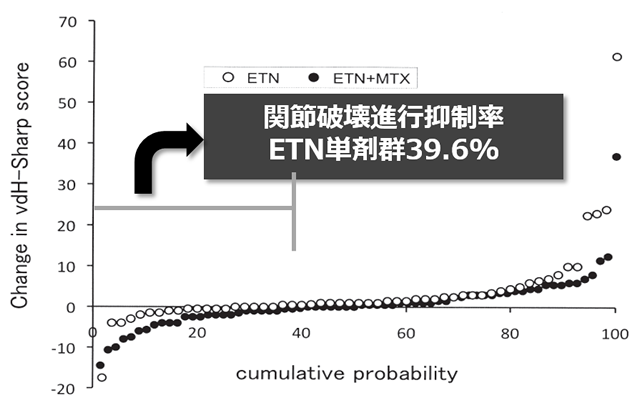 70
60
50
40
30
20
10
0
-10
-20
Change in vdH-Sharp score
○ ETN ● ETN+MTX
関節破壊進行抑制率
ETN単剤群39.6%
0 20 40 60 80 100
cumulative probability